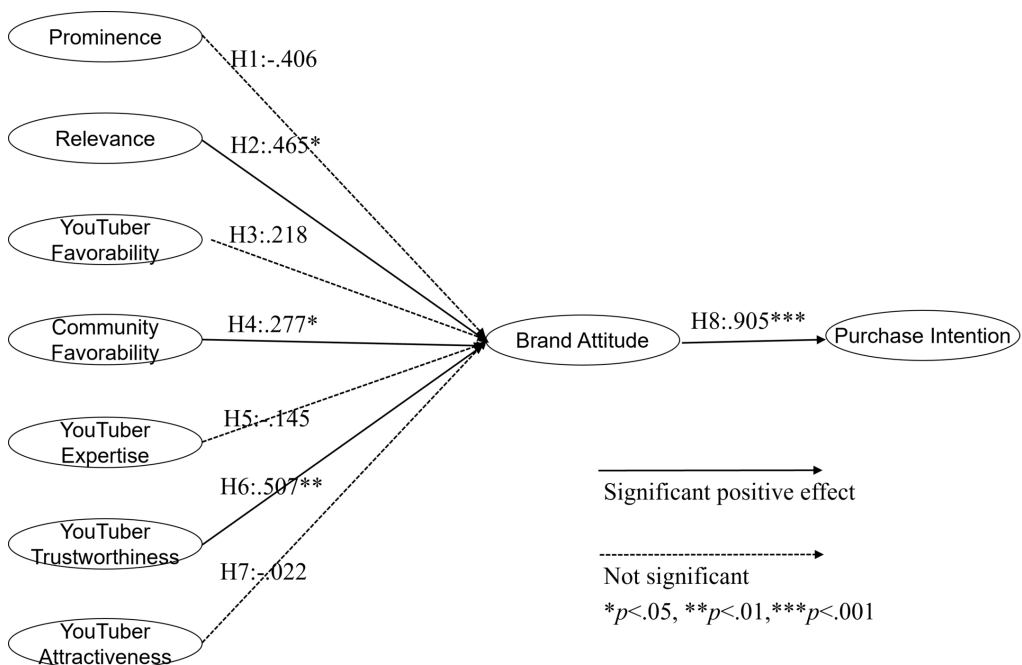 Prominence
H1:-.406
Relevance
H2:.465*
YouTuber
Favorability
H3:.218
Community
Favorability
H4:.277*
Brand Attitude
H8:.905***
Purchase Intention
YouTuber
Expertise
H5:-.145
YouTuber
Trustworthiness
H6:.507**
YouTuber
Attractiveness
H7:-.022
Significant positive effect
Not significant
*p<.05, **p<.01,***p<.001